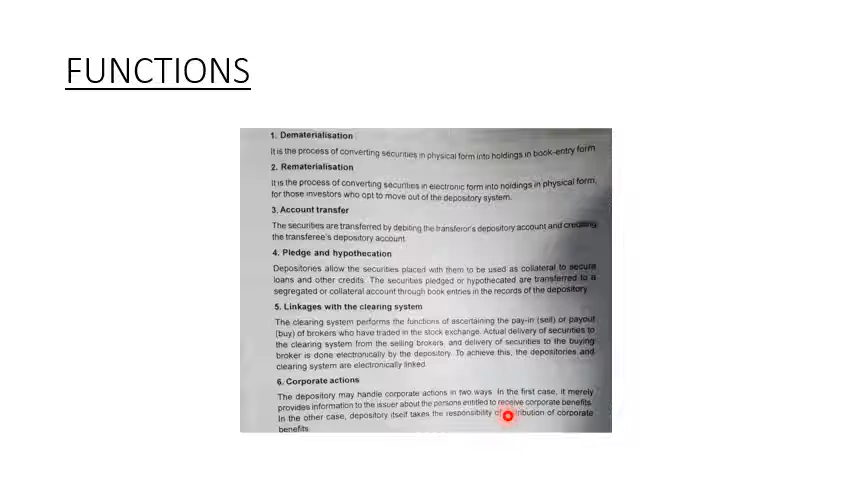 FUNCTIONS
1. Dematerialisation
It is the process of converting securities in physical form into holdings in book-entry form
2. Rematerialisation
It is the process of converting securities in electronic form into holdings in physical form,
for those investors who opt to move out of the depository system.
3. Account transfer
The securities are transferred by debiting the transferor's depository account and crediting
the transferee's depository account.
4. Pledge and hypothecation
Depositories allow the securities placed with them to be used as collateral to secure
loans and other credits. The securities pledged or hypothecated are transferred to a
segregated or collateral account through book entries in the records of the depository.
5. Linkages with the clearing system
The clearing system performs the functions of ascertaining the pay-in (sell) or payout
(buy) of brokers who have traded in the stock exchange. Actual delivery of securities to
the clearing system from the selling brokers, and delivery of securities to the buying
broker is done electronically by the depository. To achieve this, the depositories and
clearing system are electronically linked.
6. Corporate actions
The depository may handle corporate actions in two ways. In the first case, it merely
provides information to the issuer about the persons entitled to receive corporate benefits.
In the other case, depository itself takes the responsibility of distribution of corporate
benefits.